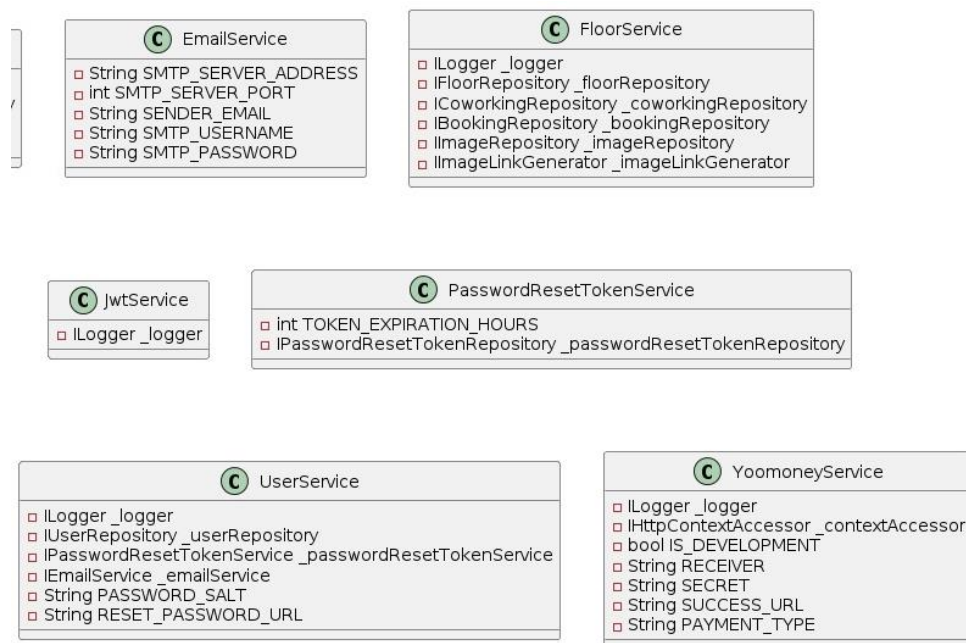 C EmailService
String SMTP_SERVER_ADDRESS
int SMTP_SERVER_PORT
String SENDER_EMAIL
String SMTP_USERNAME
String SMTP_PASSWORD
C FloorService
ILogger _logger
IFloorRepository _floorRepository
ICoworkingRepository _coworkingRepository
IBookingRepository _bookingRepository
IImageRepository _imageRepository
IImageLinkGenerator _imageLinkGenerator
C JwtService
ILogger _logger
C PasswordResetTokenService
int TOKEN_EXPIRATION_HOURS
IPasswordResetTokenRepository _passwordResetTokenRepository
C UserService
ILogger _logger
IUserRepository _userRepository
IPasswordResetTokenService _passwordResetTokenService
IEmailService _emailService
String PASSWORD_SALT
String RESET_PASSWORD_URL
C YoomoneyService
ILogger _logger
IHttpContextAccessor _contextAccessor
bool IS_DEVELOPMENT
String RECEIVER
String SECRET
String SUCCESS_URL
String PAYMENT_TYPE